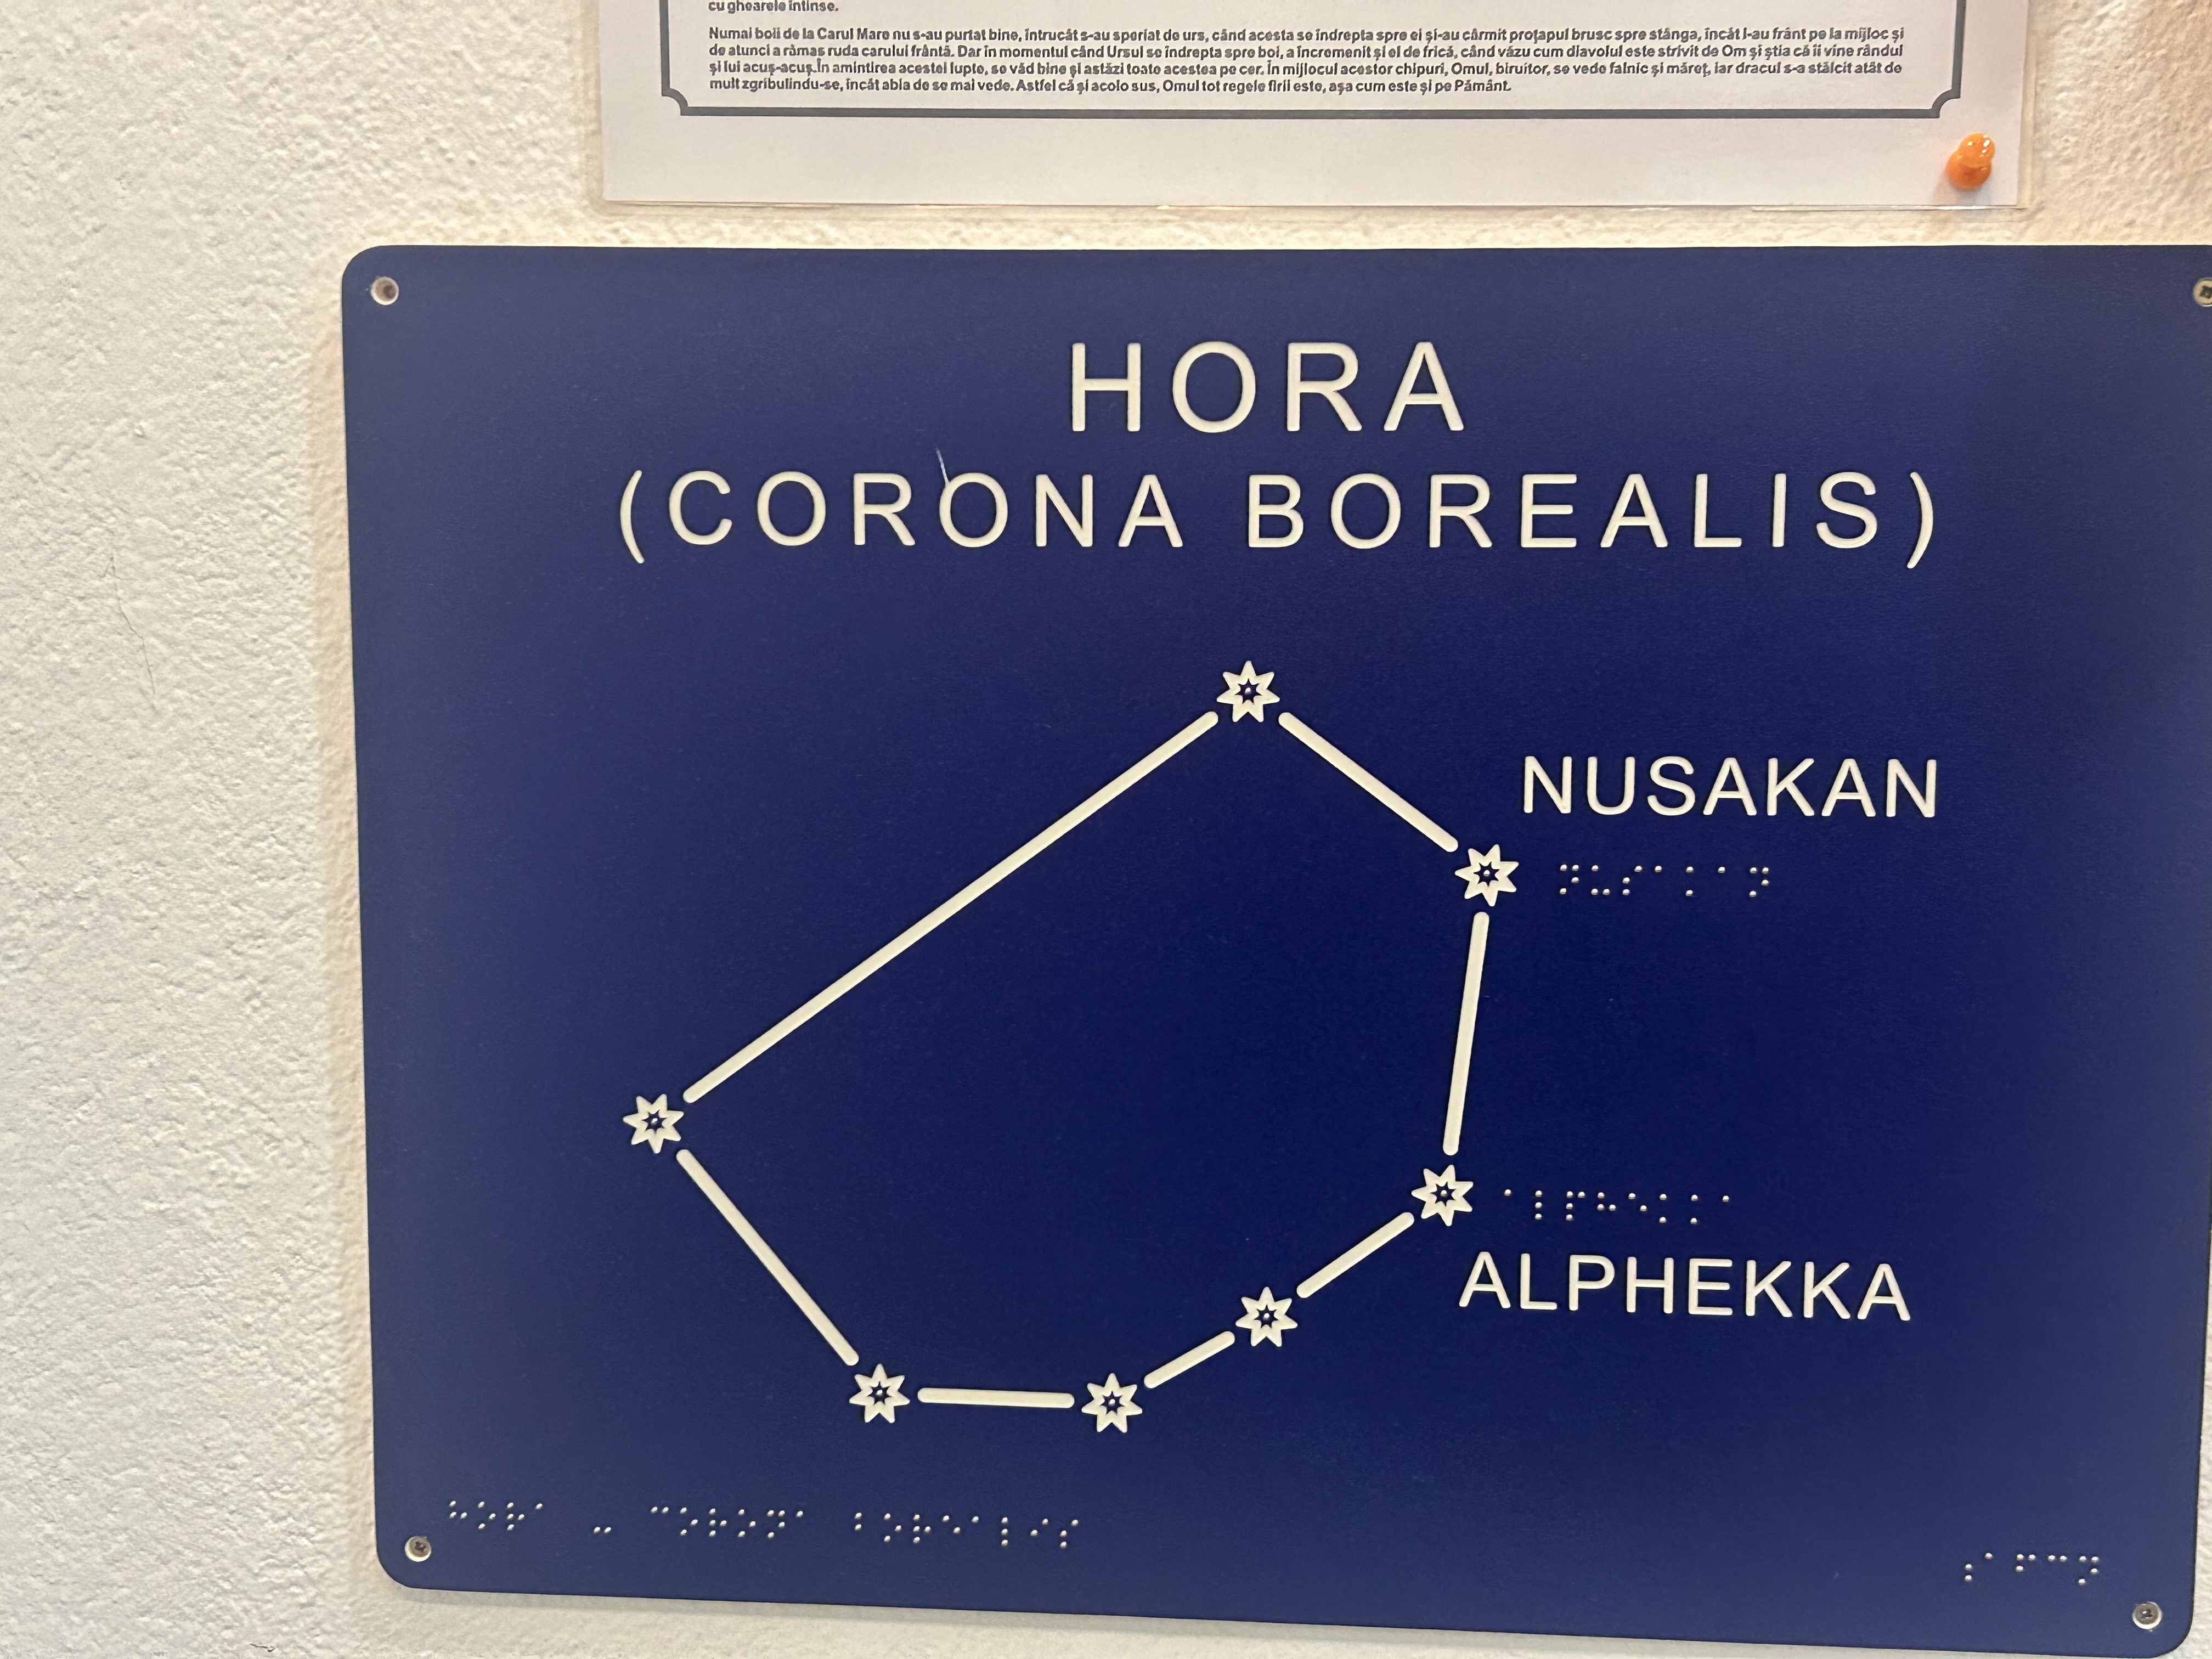 cu ghearele întinse.
Numai boii de la Carul Mare nu s-au purtat bine, întrucât s-au speriat de urs, când acesta se îndrepta spre ei și-au cârmit proțapul brusc spre stânga, încât l-au frânt pe la mijloc și
de atunci a rămas ruda carului frântă. Dar în momentul când Ursul se îndrepta spre boi, a încremenit și el de frică, când văzu cum diavolul este strivit de Om și știa că îi vine rândul
și lui acuș-acuș.În amintirea acestei lupte, se văd bine și astăzi toate acestea pe cer. În mijlocul acestor chipuri, Omul, biruitor, se vede falnic și măreț, iar dracul s-a stâlcit atât de
mult zgribulindu-se, încât abia de se mai vede. Astfel că și acolo sus, Omul tot regele firii este, așa cum este și pe Pământ.
HORA
(CORONA BOREALIS)
NUSAKAN
⠝⠥⠎⠁⠅⠁⠝
⠁⠇⠏⠓⠑⠅⠅⠁
ALPHEKKA
⠓⠕⠗⠁ ⠤ ⠉⠕⠗⠕⠝⠁ ⠃⠕⠗⠑⠁⠇⠊⠎